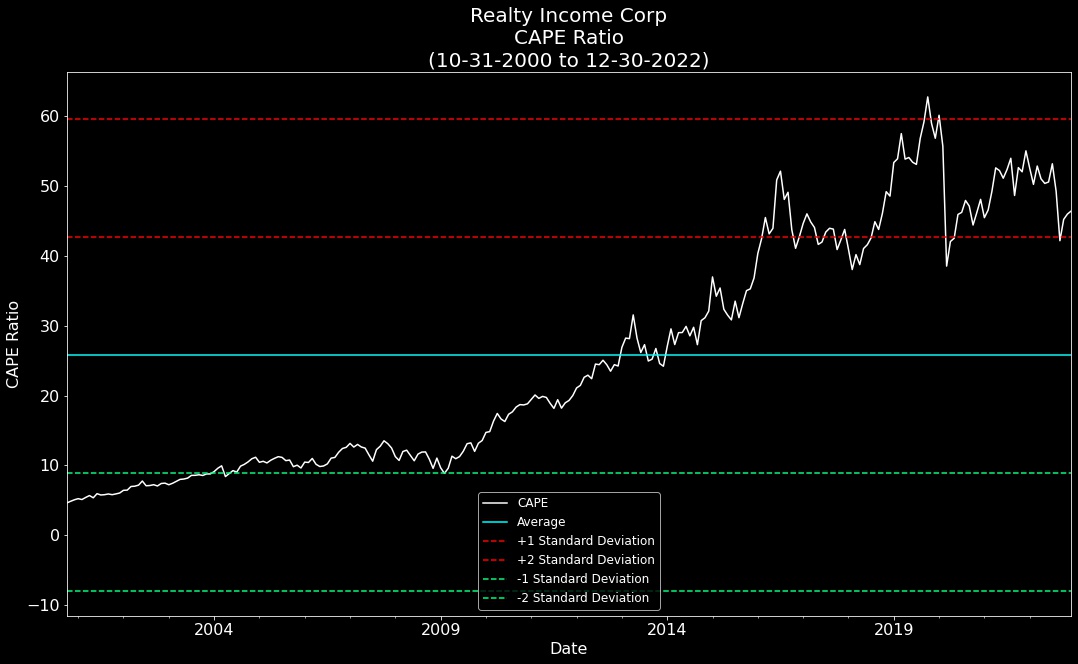 Realty Income Corp
CAPE Ratio
(10-31-2000 to 12-30-2022)
CAPE Ratio
60
50
40
30
20
10
0
−10
CAPE
Average
+1 Standard Deviation
+2 Standard Deviation
-1 Standard Deviation
-2 Standard Deviation
2004
2009
2014
2019
Date